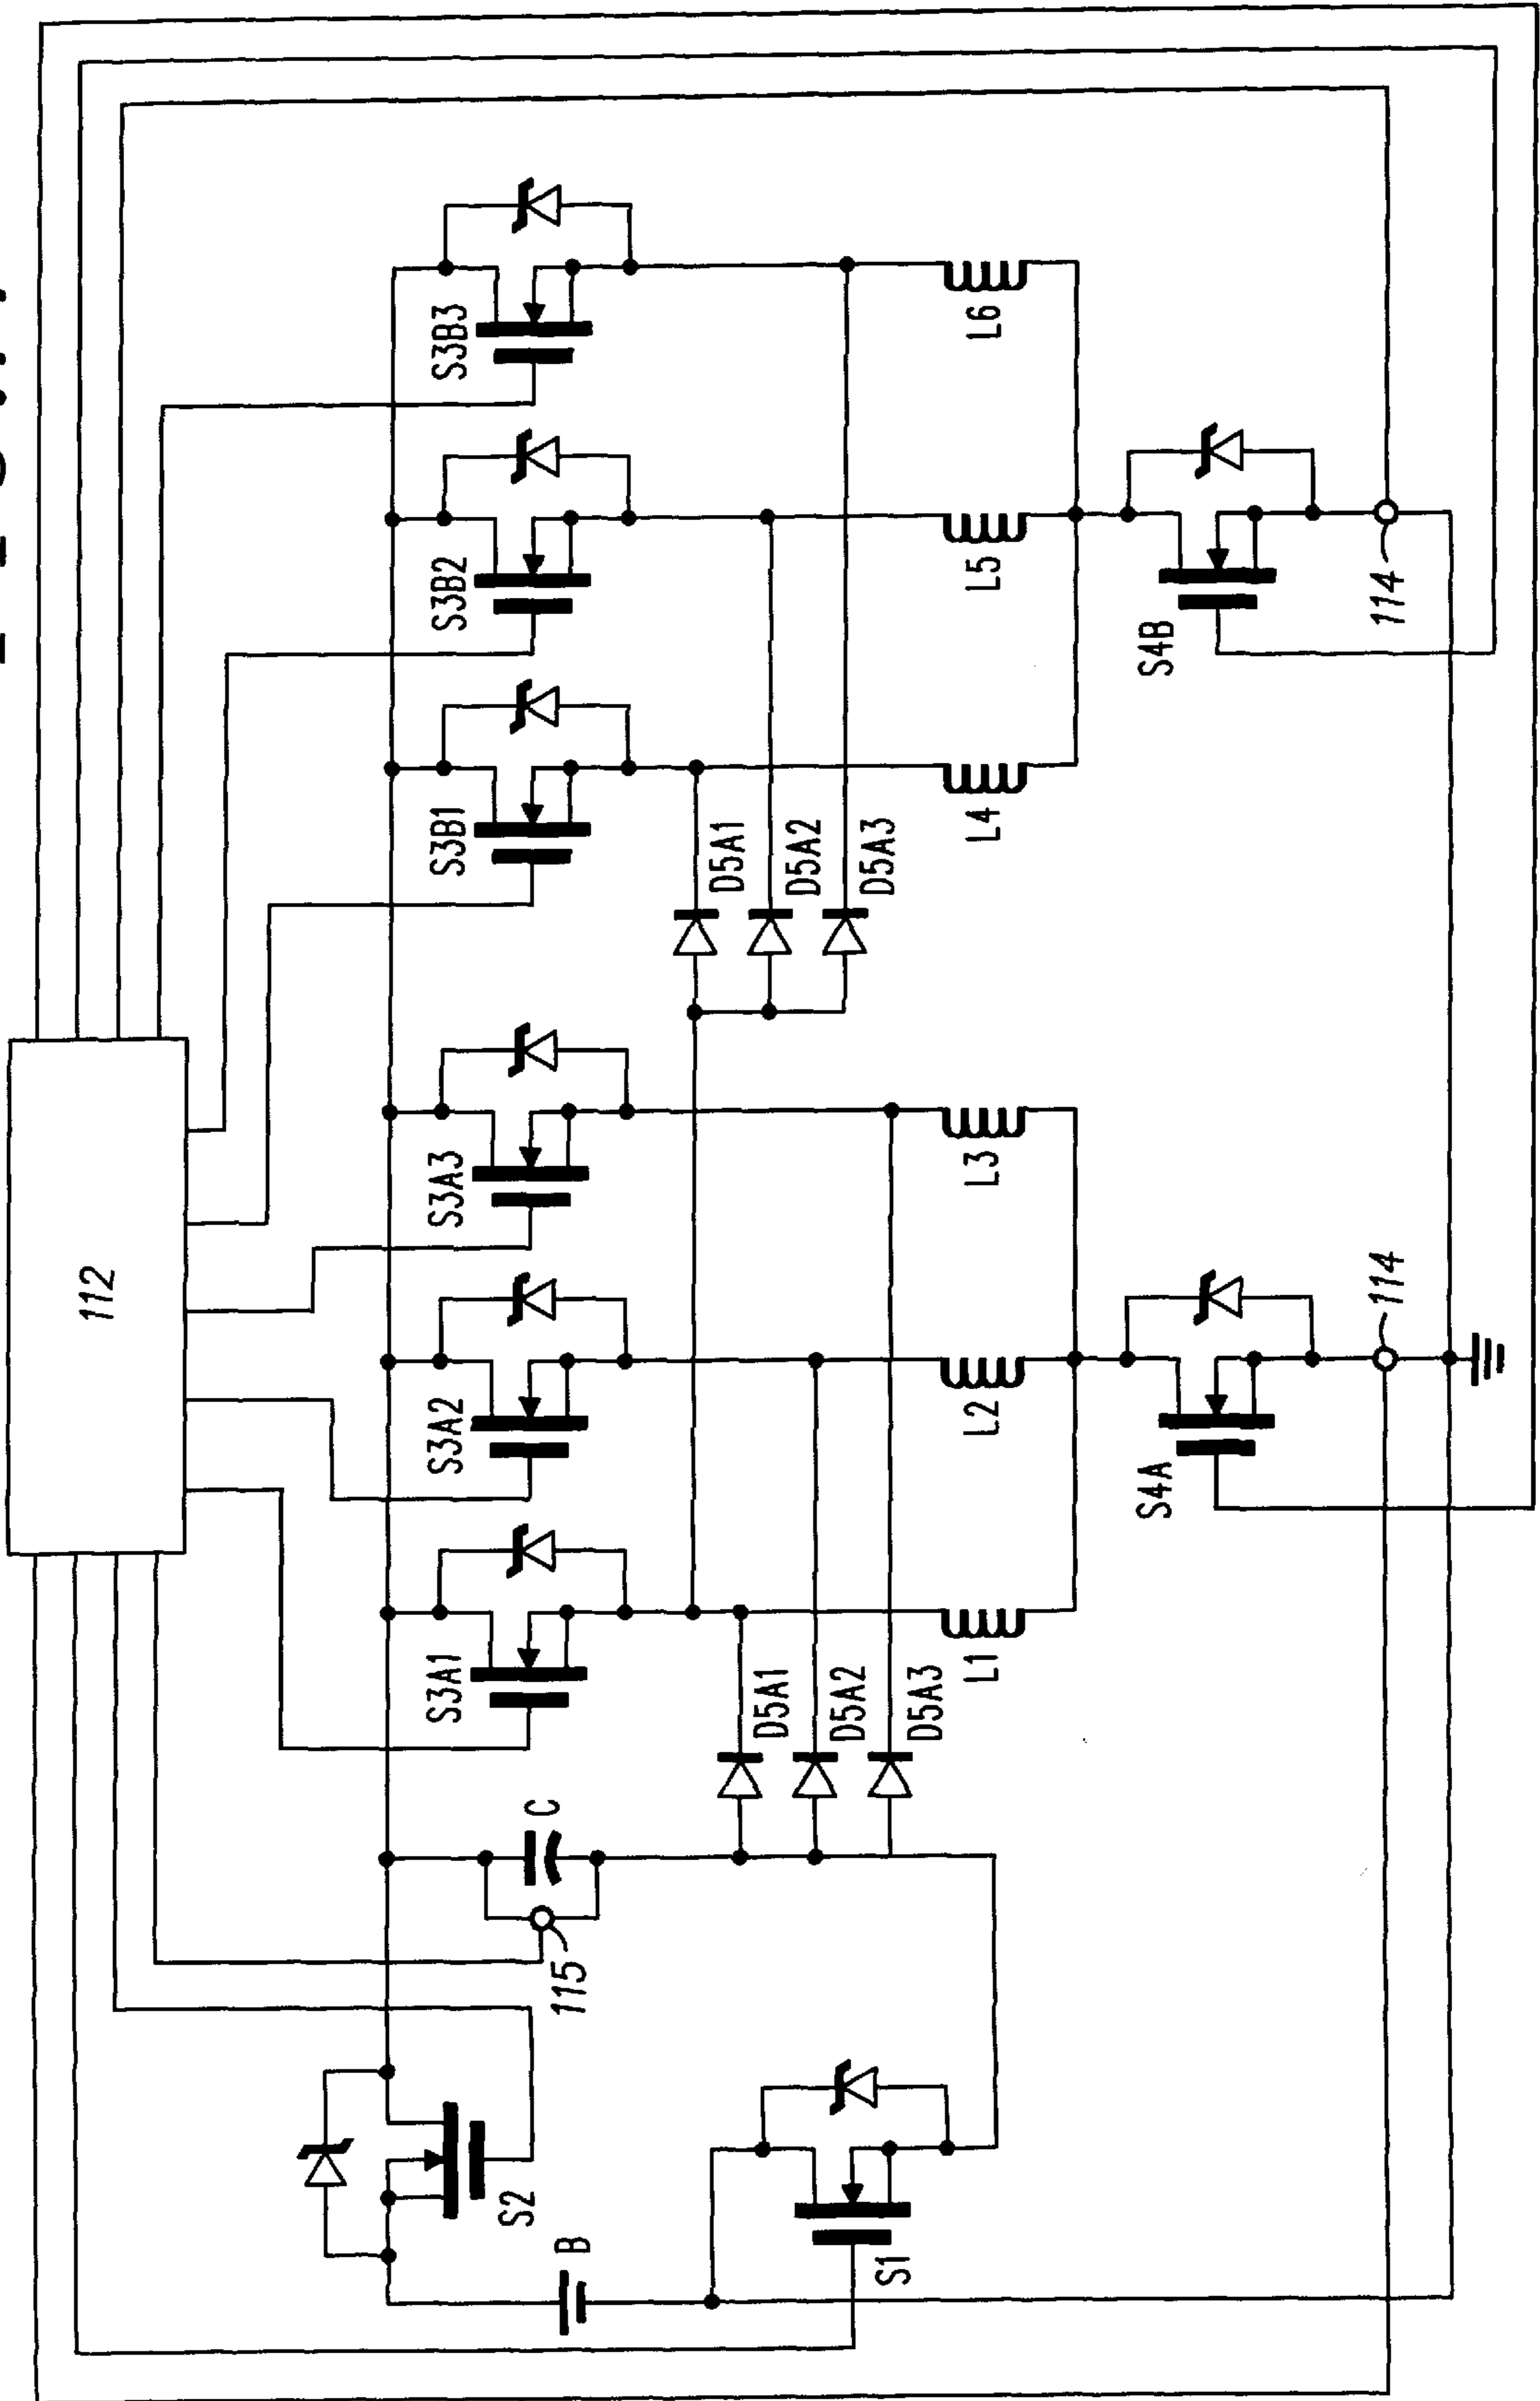 112
S3A1
S3A2
S3A3
S3B1
S3B2
S3B3
S2
B
115
C
S1
D5A1
D5A2
D5A3
D5A1
D5A2
D5A3
L1
L2
L3
L4
L5
L6
S4A
S4B
114
114